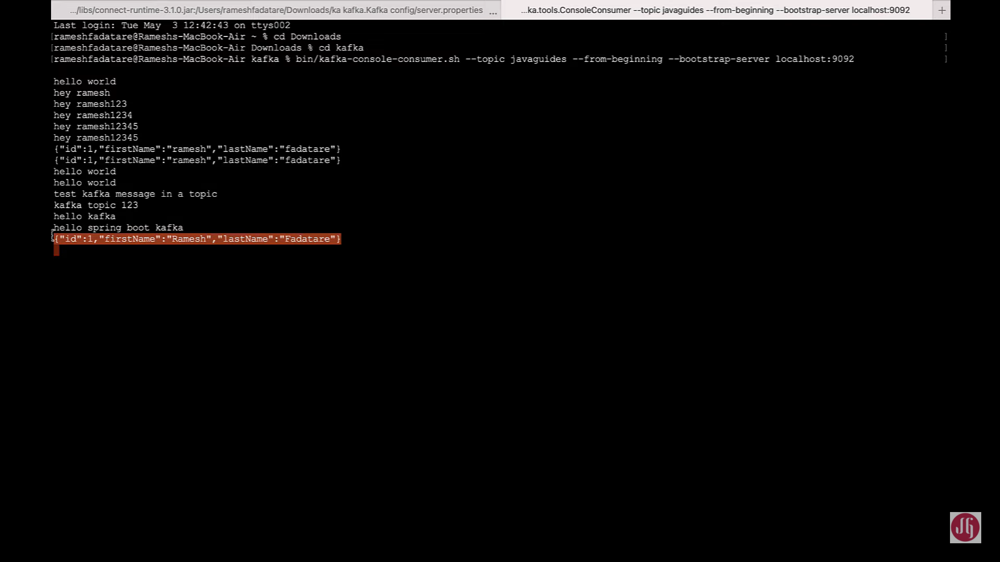 .../libs/connect-runtime-3.1.0.jar:/Users/rameshfadatare/Downloads/ka kafka.Kafka config/server.properties ...
...ka.tools.ConsoleConsumer --topic javaguides --from-beginning --bootstrap-server localhost:9092 +
Last login: Tue May  3 12:42:43 on ttys002
[rameshfadatare@Rameshs-MacBook-Air ~ % cd Downloads ]
[rameshfadatare@Rameshs-MacBook-Air Downloads % cd kafka ]
[rameshfadatare@Rameshs-MacBook-Air kafka % bin/kafka-console-consumer.sh --topic javaguides --from-beginning --bootstrap-server localhost:9092 ]
hello world
hey ramesh
hey ramesh123
hey ramesh1234
hey ramesh12345
hey ramesh12345
{"id":1,"firstName":"ramesh","lastName":"fadatare"}
{"id":1,"firstName":"ramesh","lastName":"fadatare"}
hello world
hello world
test kafka message in a topic
kafka topic 123
hello kafka
hello spring boot kafka
{"id":1,"firstName":"Ramesh","lastName":"Fadatare"}
JG